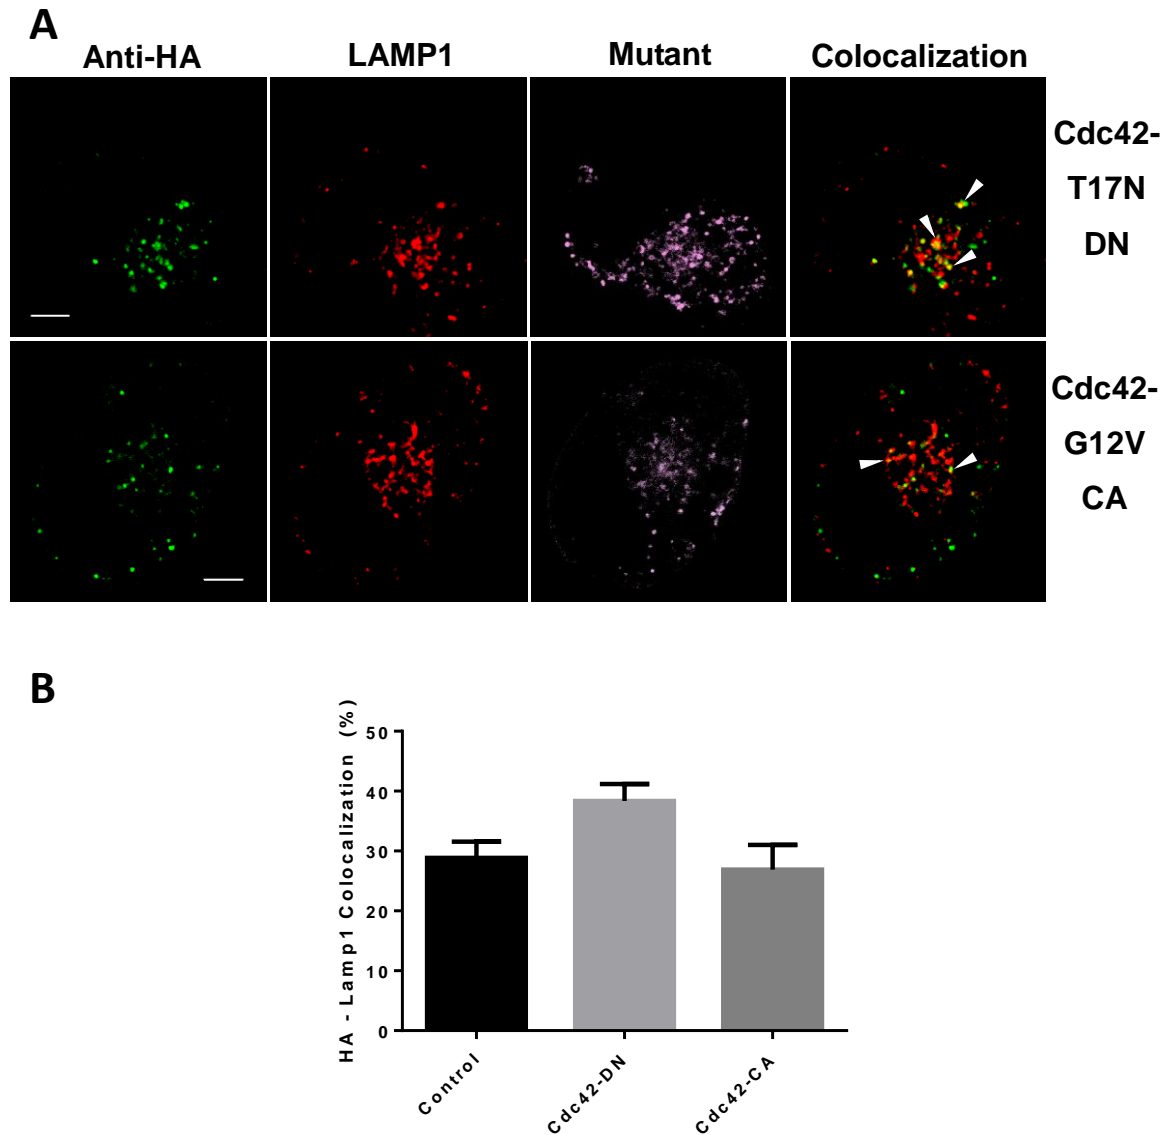 A
Anti-HA
LAMP1
Mutant
Colocalization
Cdc42-
T17N
DN
Cdc42-
G12V
CA
B
HA - Lamp1 Colocalization (%)
50
40
30
20
10
0
Control
Cdc42-DN
Cdc42-CA